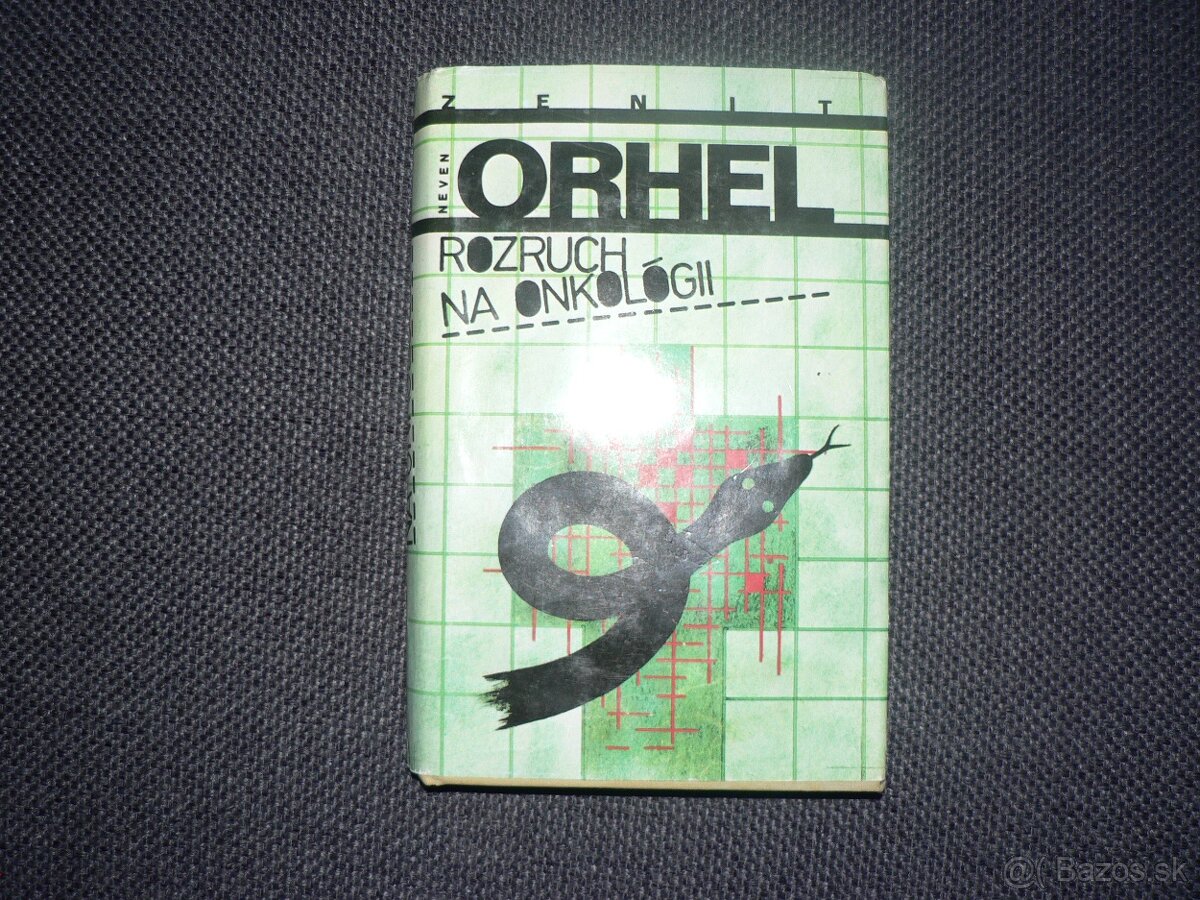 ZENIT
NEVEN
ORHEL
ROZRUCH
NA ONKOLÓGII
@( Bazos.sk